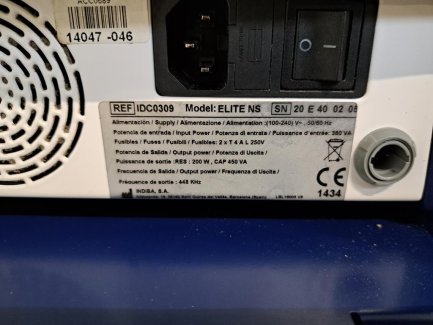 ACC0689
14047 -046
REF IDC0309 Model: ELITE NS SN 20 E 40 02 05
Alimentación / Supply / Alimentazione / Alimentation :(100-240) V~, 50/60 Hz
Potencia de entrada / Input Power / Potenza di entrata / Puissance d'entrée: 380 VA
Fusibles / Fuses / Fusibili / Fusibles: 2 x T 4 A L 250V
Potencia de Salida / Output power / Potenza di Uscita /
Puissance de sortie :RES : 200 W , CAP 450 VA
Frecuencia de Salida / Output power / Frequenza di Uscita /
Fréquence de sortie : 448 KHz
INDIBA, S.A.
CE
1434